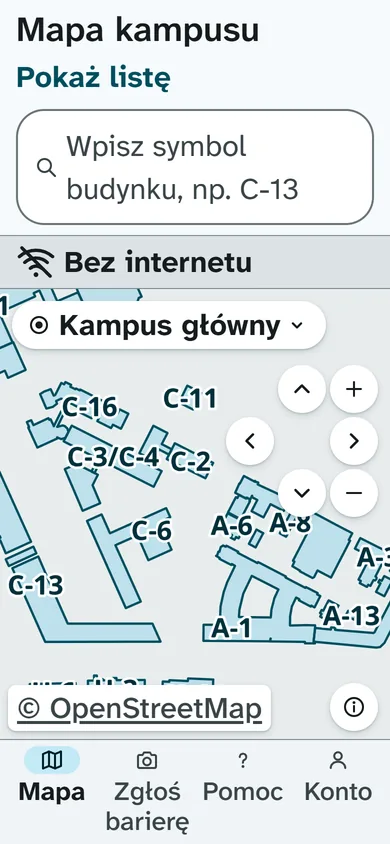 Mapa kampusu
Pokaż listę
Wpisz symbol
budynku, np. C-13
Bez internetu
Kampus główny
C-16
C-11
C-3/C-4
C-2
A-6
A-8
C-6
C-13
A-13
A-1
© OpenStreetMap
Mapa
Zgłoś
barierę
Pomoc
Konto